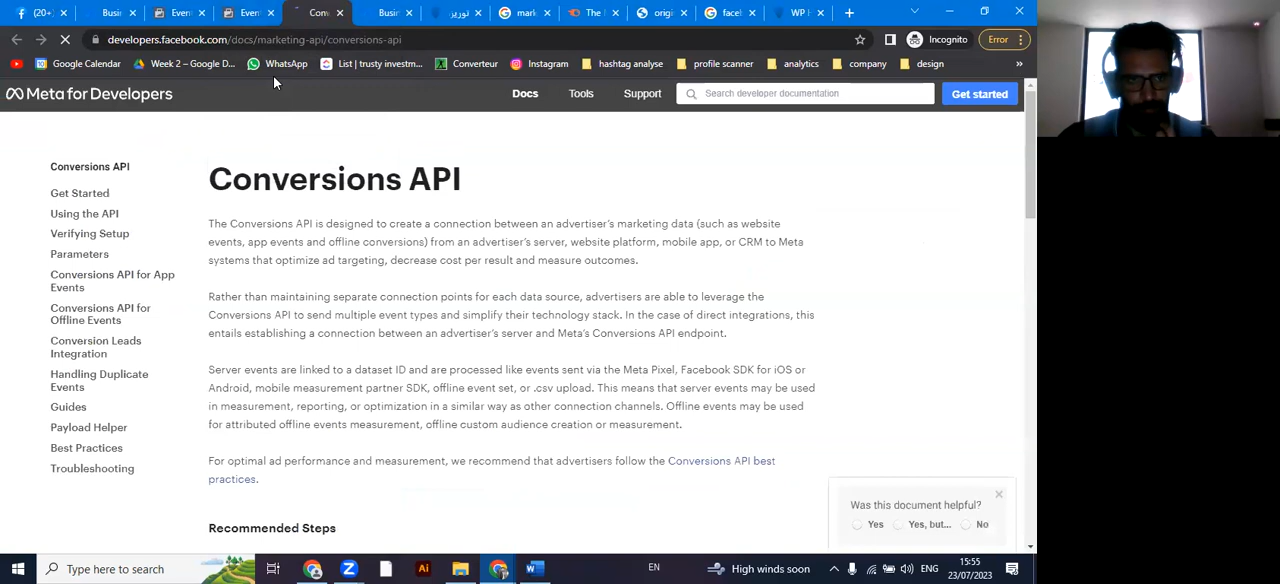 (20+)
Busin
Event
Event
Conv
Busin
توریز
mark
The
origi
faceb
WP
developers.facebook.com/docs/marketing-api/conversions-api
Incognito
Error
Google Calendar
Week 2 – Google D...
WhatsApp
List | trusty investm...
Converteur
Instagram
hashtag analyse
profile scanner
analytics
company
design
»
Meta for Developers
Docs
Tools
Support
Search developer documentation
Get started
Conversions API
Get Started
Using the API
Verifying Setup
Parameters
Conversions API for App
Events
Conversions API for
Offline Events
Conversion Leads
Integration
Handling Duplicate
Events
Guides
Payload Helper
Best Practices
Troubleshooting
Conversions API
The Conversions API is designed to create a connection between an advertiser's marketing data (such as website
events, app events and offline conversions) from an advertiser's server, website platform, mobile app, or CRM to Meta
systems that optimize ad targeting, decrease cost per result and measure outcomes.
Rather than maintaining separate connection points for each data source, advertisers are able to leverage the
Conversions API to send multiple event types and simplify their technology stack. In the case of direct integrations, this
entails establishing a connection between an advertiser's server and Meta's Conversions API endpoint.
Server events are linked to a dataset ID and are processed like events sent via the Meta Pixel, Facebook SDK for iOS or
Android, mobile measurement partner SDK, offline event set, or .csv upload. This means that server events may be used
in measurement, reporting, or optimization in a similar way as other connection channels. Offline events may be used
for attributed offline events measurement, offline custom audience creation or measurement.
For optimal ad performance and measurement, we recommend that advertisers follow the Conversions API best
practices.
Recommended Steps
Was this document helpful?
Yes
Yes, but...
No
Type here to search
Ai
EN
High winds soon
ENG
15:55
23/07/2023